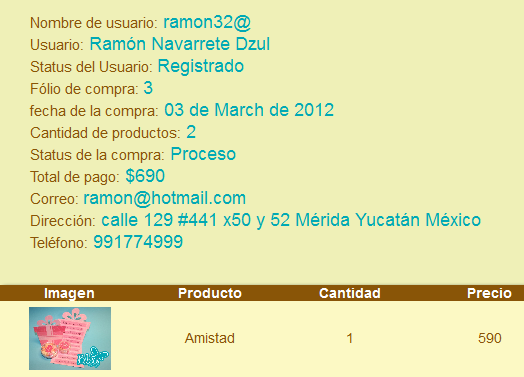 Nombre de usuario: ramon32@
Usuario: Ramón Navarrete Dzul
Status del Usuario: Registrado
Fólio de compra: 3
fecha de la compra: 03 de March de 2012
Cantidad de productos: 2
Status de la compra: Proceso
Total de pago: $690
Correo: ramon@hotmail.com
Dirección: calle 129 #441 x50 y 52 Mérida Yucatán México
Teléfono: 991774999
Imagen Producto Cantidad Precio
Amistad 1 590